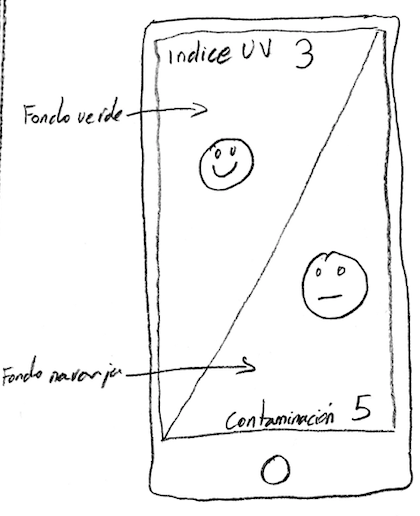 indice UV 3
Fondo verde
Fondo naranja
Contaminación 5